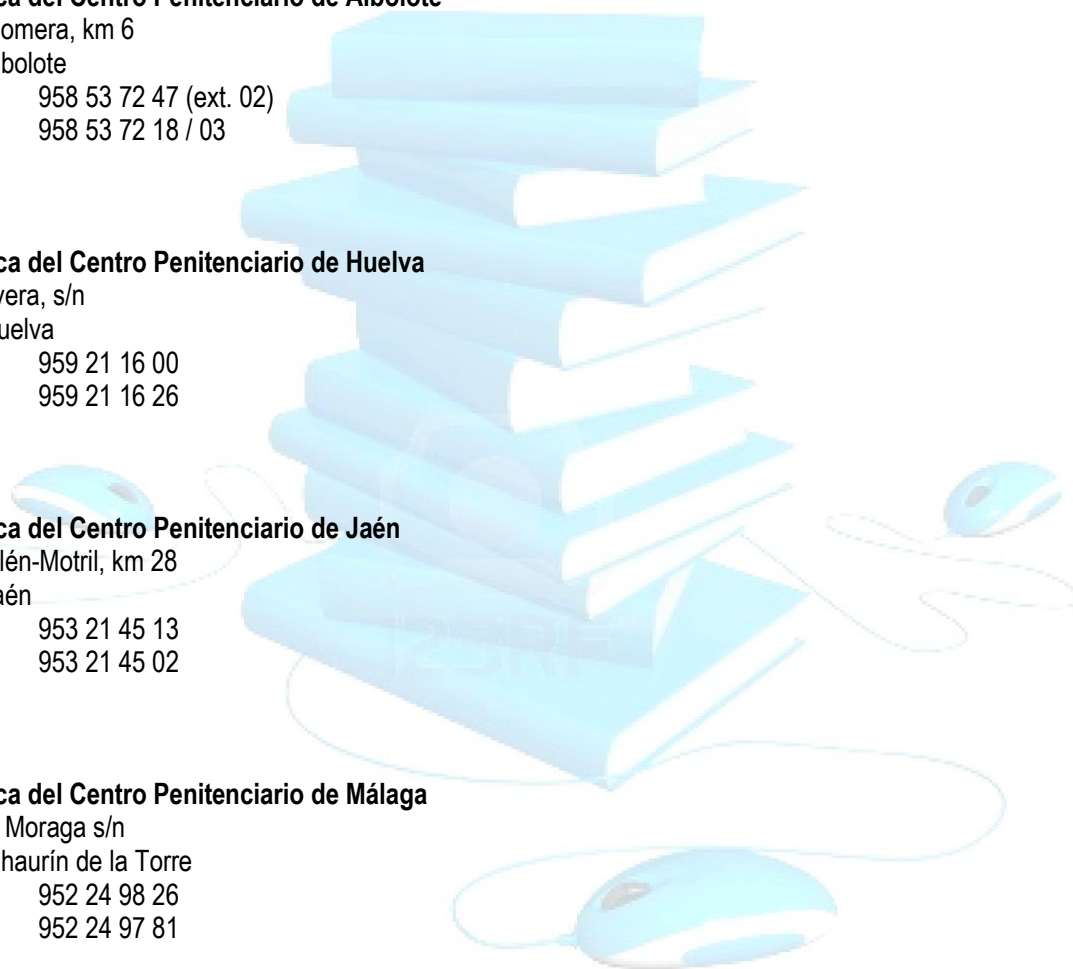 ca del Centro Penitenciario de Albolote
omera, km 6
bolote
958 53 72 47 (ext. 02)
958 53 72 18 / 03
ca del Centro Penitenciario de Huelva
vera, s/n
uelva
959 21 16 00
959 21 16 26
ca del Centro Penitenciario de Jaén
lén-Motril, km 28
aén
953 21 45 13
953 21 45 02
ca del Centro Penitenciario de Málaga
Moraga s/n
haurín de la Torre
952 24 98 26
952 24 97 81